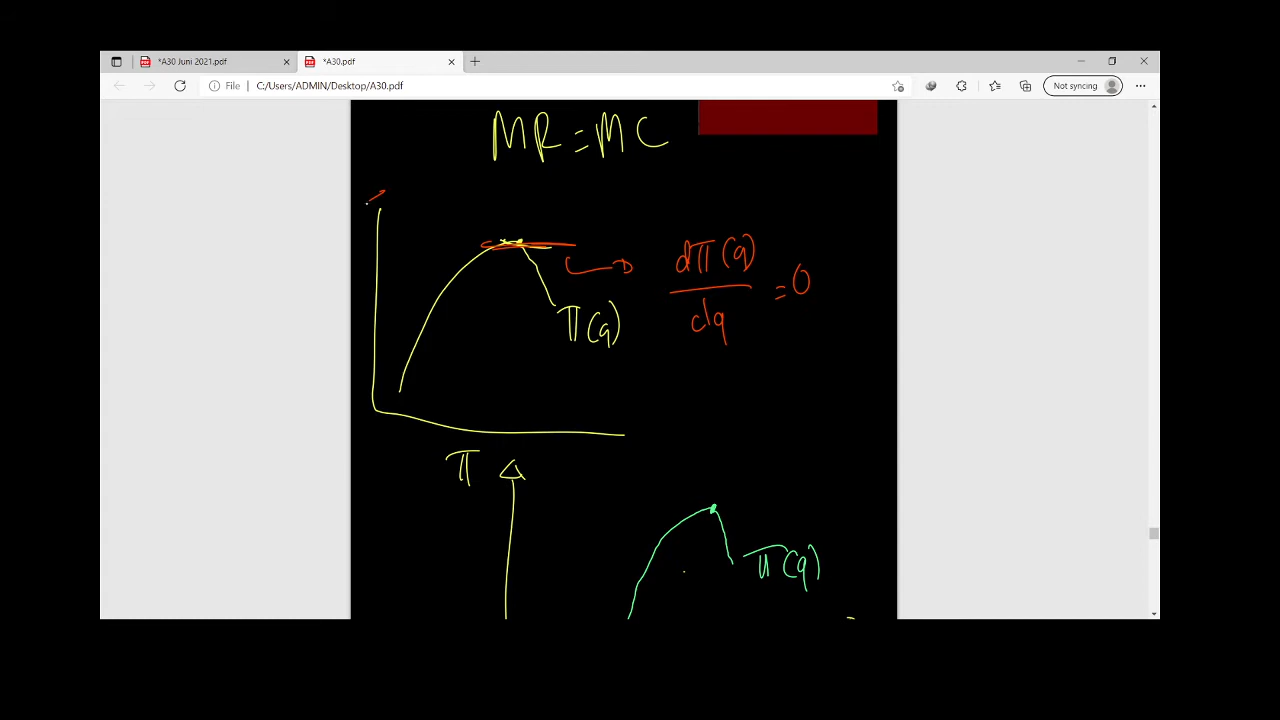 *A30 Juni 2021.pdf
*A30.pdf
File
C:/Users/ADMIN/Desktop/A30.pdf
Not syncing
MR=MC
dπ(q)
dq
=0
π(q)
π
π(q)